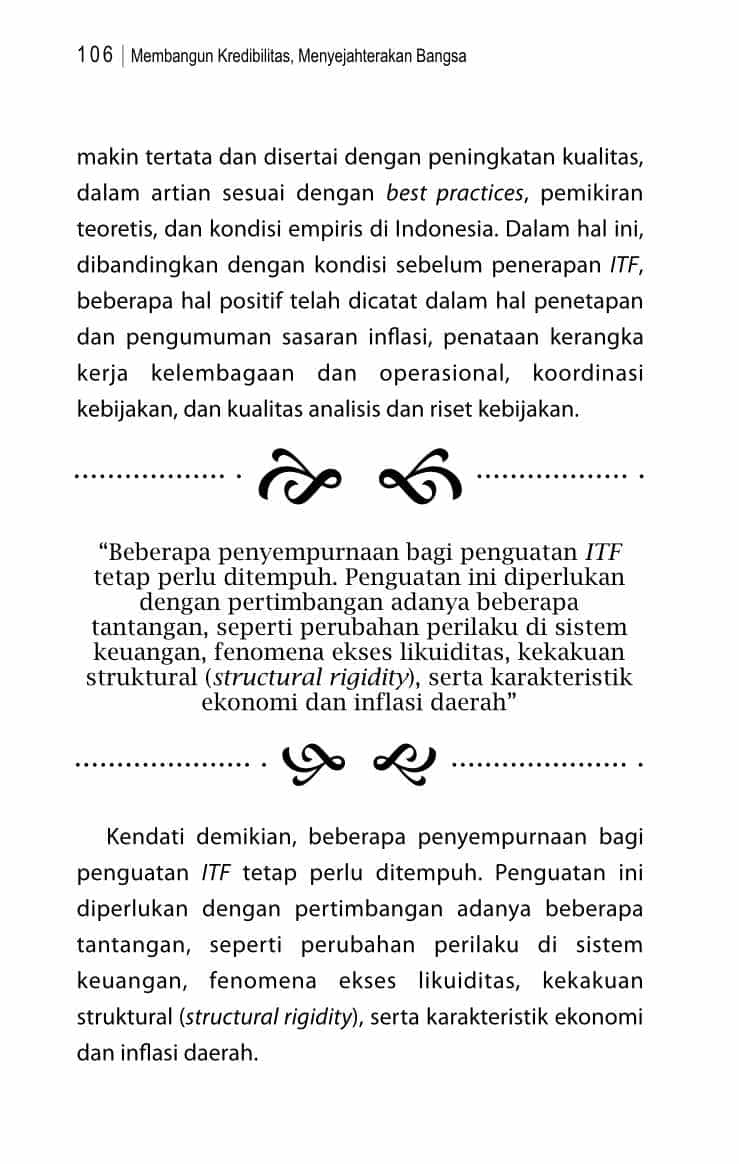 106 | Membangun Kredibilitas, Menyejahterakan Bangsa
makin tertata dan disertai dengan peningkatan kualitas,
dalam artian sesuai dengan best practices, pemikiran
teoretis, dan kondisi empiris di Indonesia. Dalam hal ini,
dibandingkan dengan kondisi sebelum penerapan ITF,
beberapa hal positif telah dicatat dalam hal penetapan
dan pengumuman sasaran inflasi, penataan kerangka
kerja kelembagaan dan operasional, koordinasi
kebijakan, dan kualitas analisis dan riset kebijakan.
“Beberapa penyempurnaan bagi penguatan ITF
tetap perlu ditempuh. Penguatan ini diperlukan
dengan pertimbangan adanya beberapa
tantangan, seperti perubahan perilaku di sistem
keuangan, fenomena ekses likuiditas, kekakuan
struktural (structural rigidity), serta karakteristik
ekonomi dan inflasi daerah”
Kendati demikian, beberapa penyempurnaan bagi
penguatan ITF tetap perlu ditempuh. Penguatan ini
diperlukan dengan pertimbangan adanya beberapa
tantangan, seperti perubahan perilaku di sistem
keuangan, fenomena ekses likuiditas, kekakuan
struktural (structural rigidity), serta karakteristik ekonomi
dan inflasi daerah.